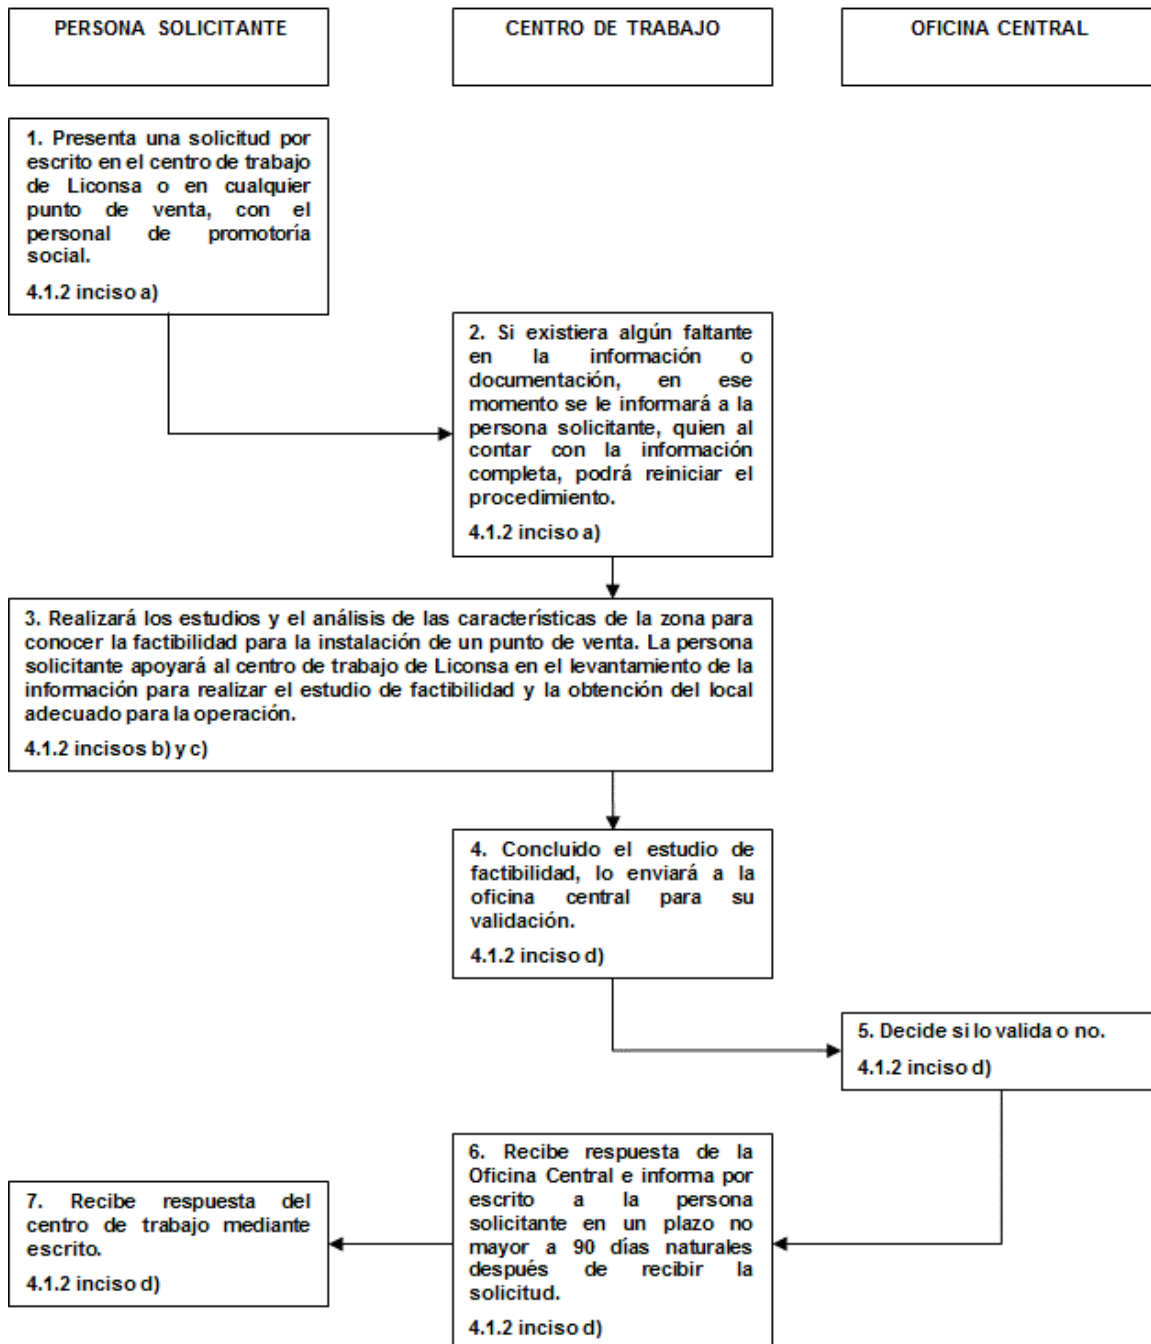 PERSONA SOLICITANTE
CENTRO DE TRABAJO
OFICINA CENTRAL
1. Presenta una solicitud por
escrito en el centro de trabajo
de Liconsa o en cualquier
punto de venta, con el
personal de promotoría
social.
4.1.2 inciso a)
2. Si existiera algún faltante
en la información o
documentación, en ese
momento se le informará a la
persona solicitante, quien al
contar con la información
completa, podrá reiniciar el
procedimiento.
4.1.2 inciso a)
3. Realizará los estudios y el análisis de las características de la zona para
conocer la factibilidad para la instalación de un punto de venta. La persona
solicitante apoyará al centro de trabajo de Liconsa en el levantamiento de la
información para realizar el estudio de factibilidad y la obtención del local
adecuado para la operación.
4.1.2 incisos b) y c)
4. Concluido el estudio de
factibilidad, lo enviará a la
oficina central para su
validación.
4.1.2 inciso d)
5. Decide si lo valida o no.
4.1.2 inciso d)
6. Recibe respuesta de la
Oficina Central e informa por
escrito a la persona
solicitante en un plazo no
mayor a 90 días naturales
después de recibir la
solicitud.
4.1.2 inciso d)
7. Recibe respuesta del
centro de trabajo mediante
escrito.
4.1.2 inciso d)